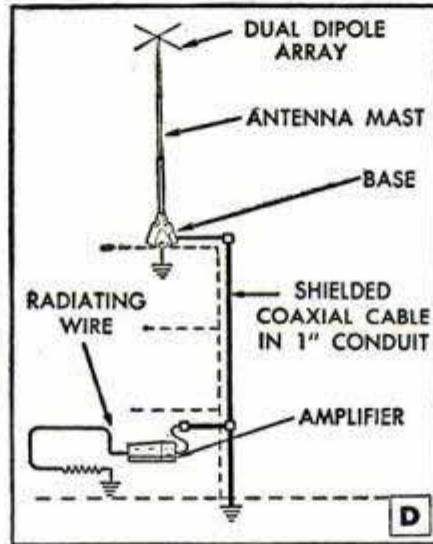 DUAL DIPOLE
ARRAY
ANTENNA MAST
BASE
RADIATING
WIRE
SHIELDED
COAXIAL CABLE
IN 1" CONDUIT
AMPLIFIER
D